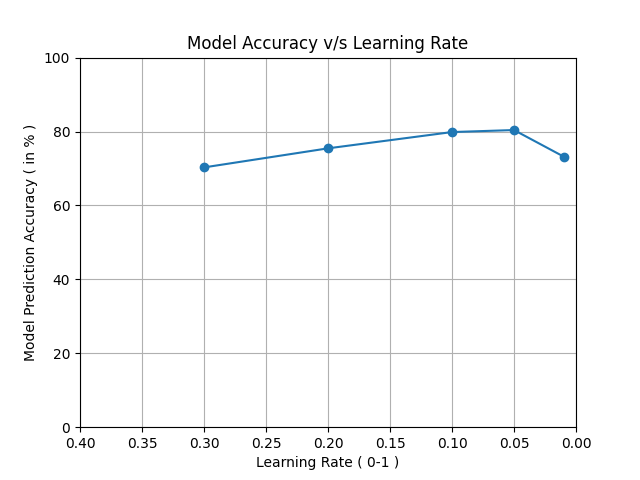 Model Accuracy v/s Learning Rate
100
80
60
40
20
0
Model Prediction Accuracy ( in % )
0.40 0.35 0.30 0.25 0.20 0.15 0.10 0.05 0.00
Learning Rate ( 0-1 )